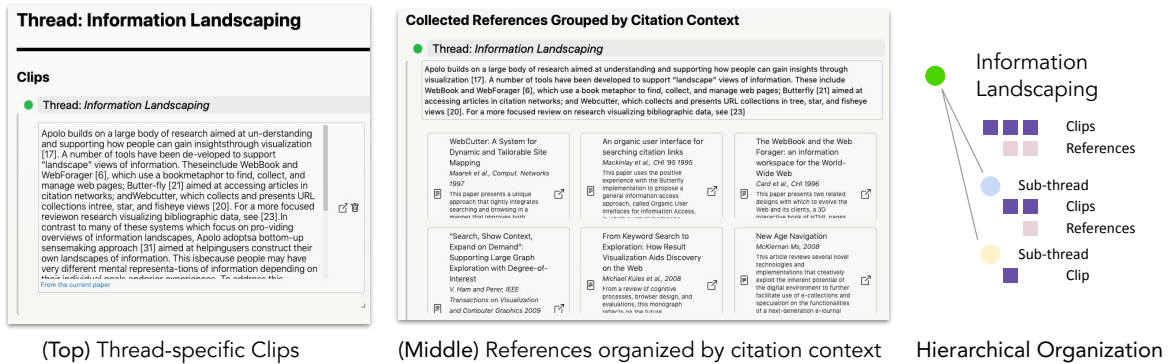 Thread: Information Landscaping
Clips
Thread: Information Landscaping
Apolo builds on a large body of research aimed at un-derstanding
and supporting how people can gain insightsthrough visualization
[17]. A number of tools have been de-veloped to support
"landscape" views of information. Theseinclude WebBook and
WebForager [6], which use a bookmetaphor to find, collect, and
manage web pages; Butter-fly [21] aimed at accessing articles in
citation networks; andWebcutter, which collects and presents URL
collections intree, star, and fisheye views [20]. For a more focused
reviewon research visualizing bibliographic data, see [23].In
contrast to many of these systems which focus on pro-viding
overviews of information landscapes, Apolo adoptsa bottom-up
sensemaking approach [31] aimed at helpingusers construct their
own landscapes of information. This isbecause people may have
very different mental representa-tions of information depending on
From the current paper
(Top) Thread-specific Clips
Collected References Grouped by Citation Context
Thread: Information Landscaping
Apolo builds on a large body of research aimed at understanding and supporting how people can gain insights through
visualization [17]. A number of tools have been developed to support "landscape" views of information. These include
WebBook and WebForager [6], which use a book metaphor to find, collect, and manage web pages; Butterfly [21] aimed at
accessing articles in citation networks; and Webcutter, which collects and presents URL collections in tree, star, and fisheye
views [20]. For a more focused review on research visualizing bibliographic data, see [23]
WebCutter: A System for
Dynamic and Tailorable Site
Mapping
Maarek et al., Comput. Networks
1997
This paper presents a unique
approach that tightly integrates
searching and browsing in a
manner that improves both
An organic user interface for
searching citation links
Mackinlay et al., CHI '95 1995
This paper uses the positive
experience with the Butterfly
implementation to propose a
general information access
approach, called Organic User
Interfaces for Information Access,
The WebBook and the Web
Forager: an information
workspace for the World-
Wide Web
Card et al., CHI 1996
This paper presents two related
designs with which to evolve the
Web and its clients, a 3D
interactive book of HTML pages
"Search, Show Context,
Expand on Demand":
Supporting Large Graph
Exploration with Degree-of-
Interest
V. Ham and Perer, IEEE
Transactions on Visualization
and Computer Graphics 2009
From Keyword Search to
Exploration: How Result
Visualization Aids Discovery
on the Web
Michael Kules et al., 2008
From a review of cognitive
processes, browser design, and
evaluations, this monograph
reflects on the future
New Age Navigation
McKiernan Ms, 2008
This article reviews several novel
technologies and
implementations that creatively
exploit the inherent potential of
the digital environment to further
facilitate use of e-collections and
speculation on the functionalities
of a next-generation e-journal
(Middle) References organized by citation context
Information
Landscaping
Clips
References
Sub-thread
Clips
References
Sub-thread
Clip
Hierarchical Organization